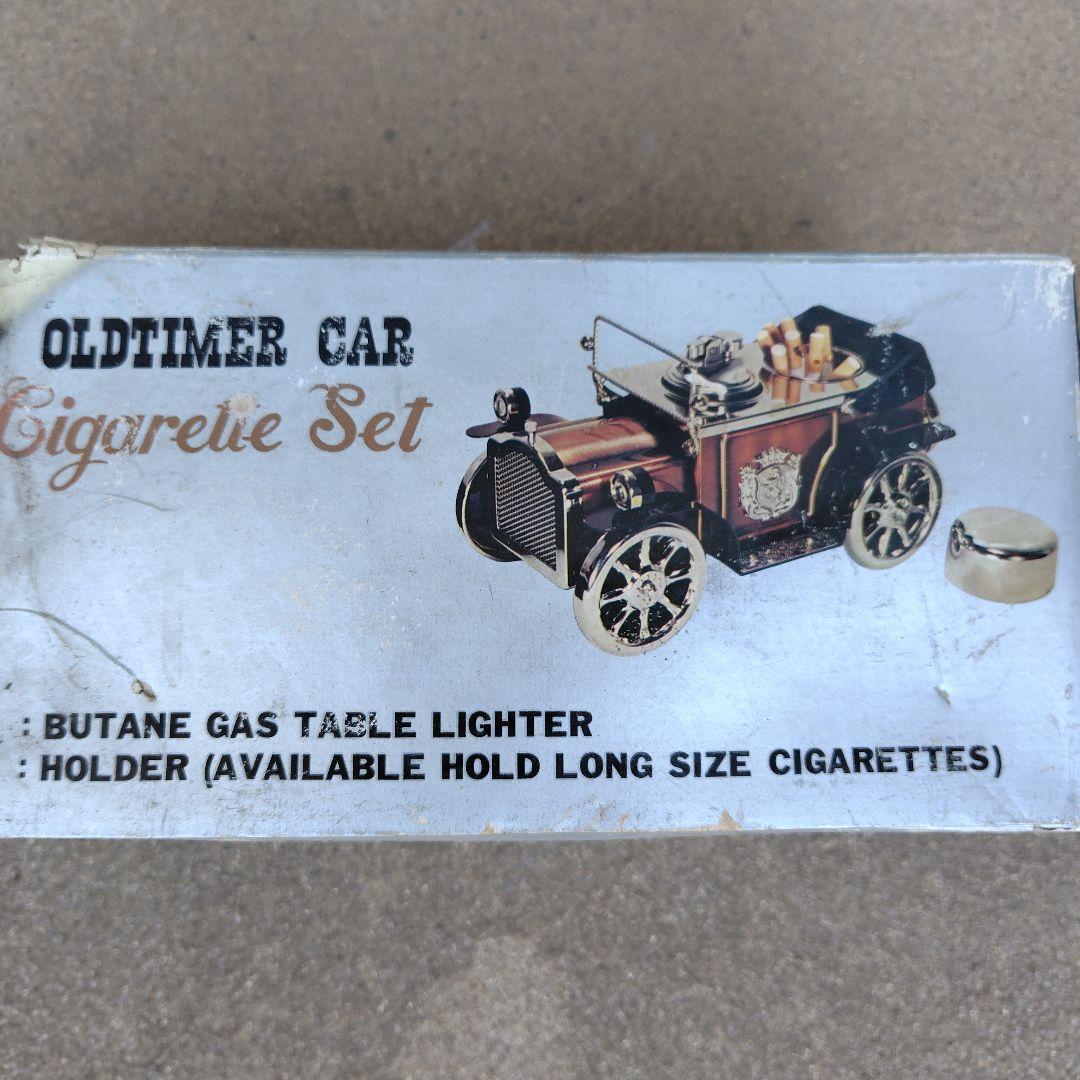 OLDTIMER CAR
Cigarette Set
: BUTANE GAS TABLE LIGHTER
: HOLDER (AVAILABLE HOLD LONG SIZE CIGARETTES)